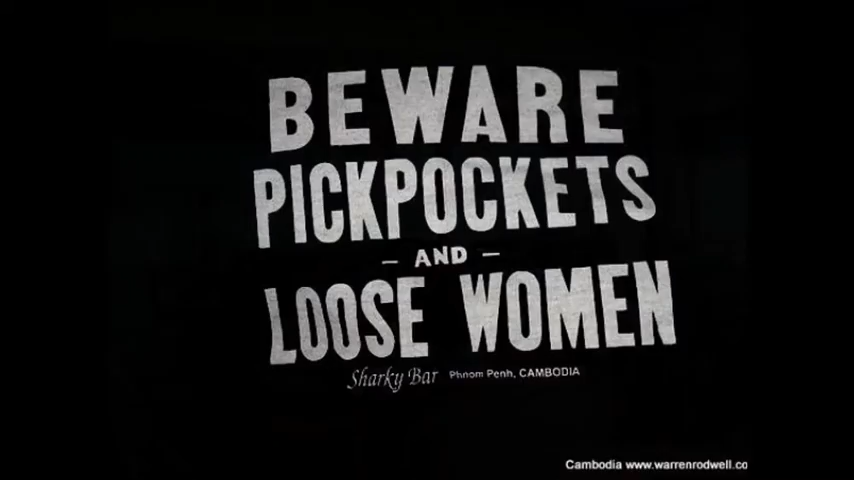 BEWARE
PICKPOCKETS
– AND –
LOOSE WOMEN
Sharky Bar Phnom Penh, CAMBODIA
Cambodia www.warrenrodwell.co